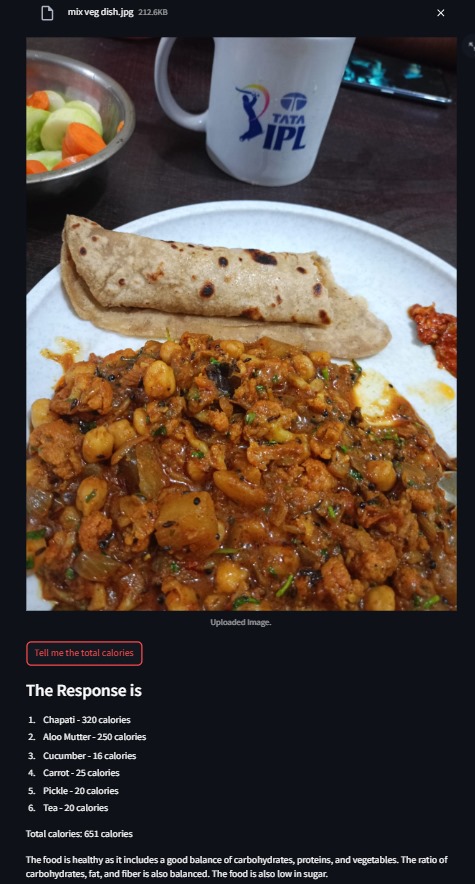 mix veg dish.jpg 212.6KB
TATA
IPL
Uploaded Image.
Tell me the total calories
The Response is
1. Chapati - 320 calories
2. Aloo Mutter - 250 calories
3. Cucumber - 16 calories
4. Carrot - 25 calories
5. Pickle - 20 calories
6. Tea - 20 calories
Total calories: 651 calories
The food is healthy as it includes a good balance of carbohydrates, proteins, and vegetables. The ratio of
carbohydrates, fat, and fiber is also balanced. The food is also low in sugar.